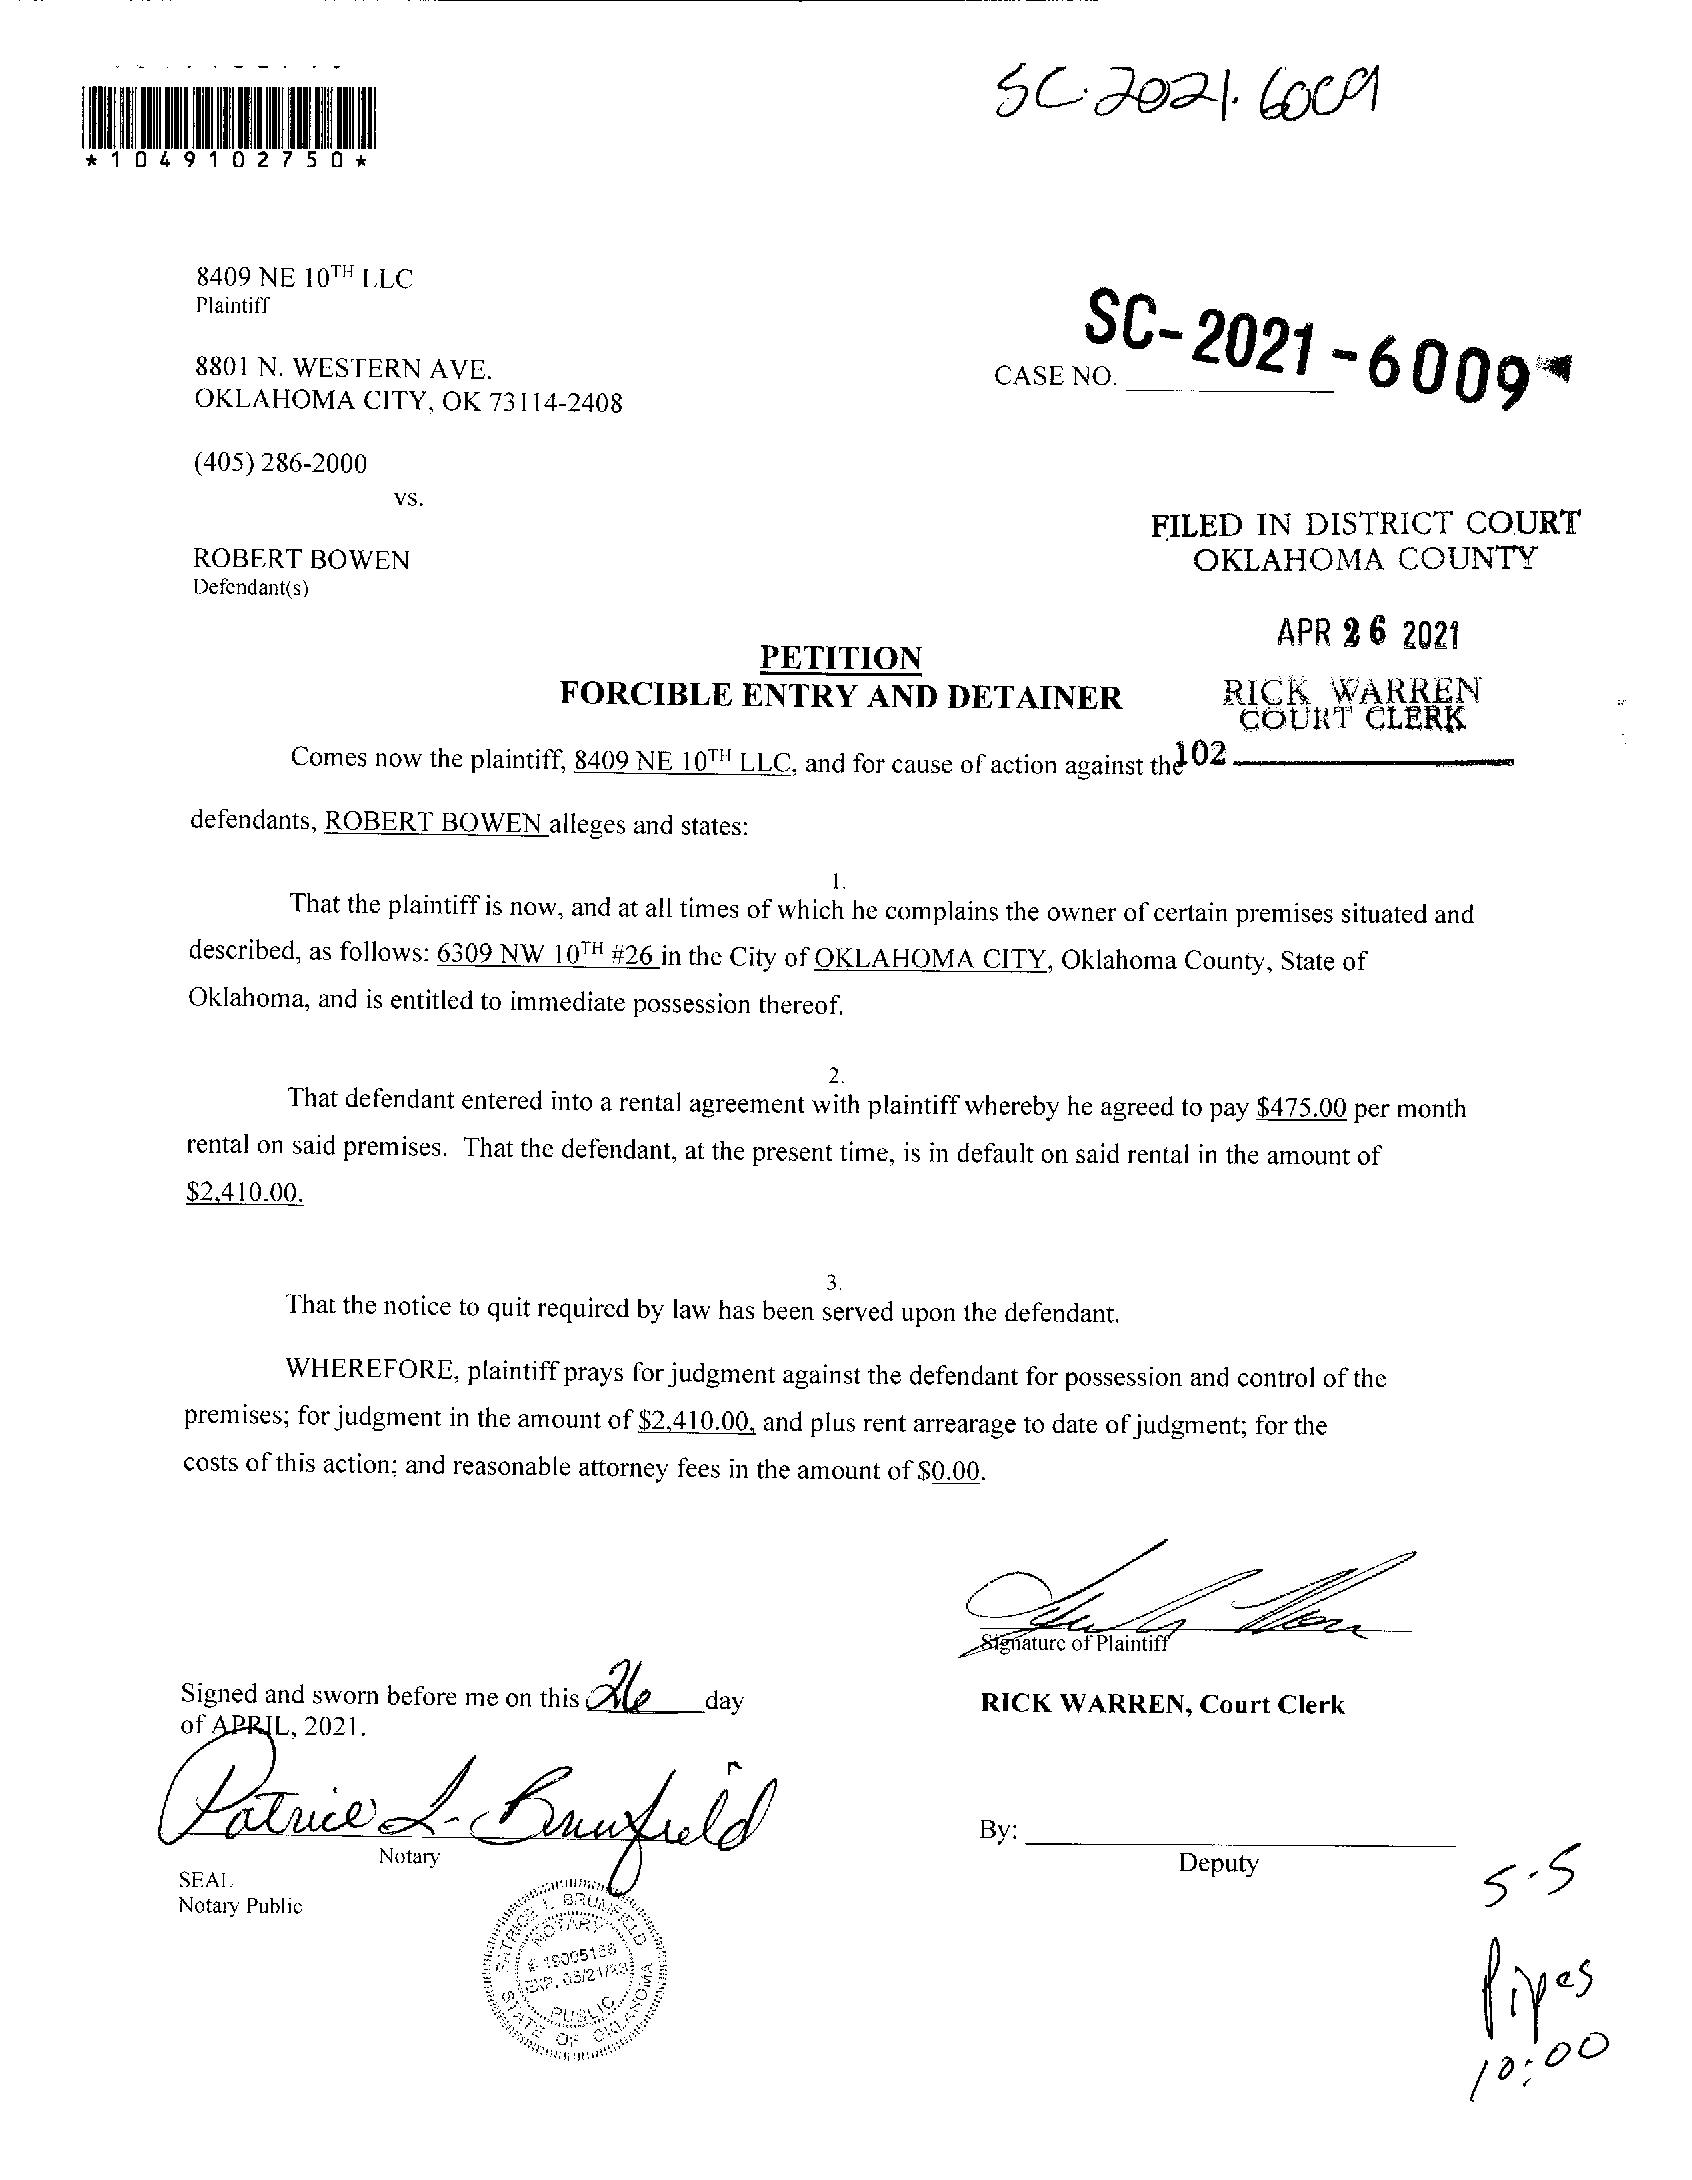 SC.2021.6009
*1049102750*
8409 NE 10TH LLC
Plaintiff
8801 N. WESTERN AVE.
OKLAHOMA CITY, OK 73114-2408
SC-2021-6009
CASE NO.
(405) 286-2000
vs.
ROBERT BOWEN
Defendant(s)
FILED IN DISTRICT COURT
OKLAHOMA COUNTY
APR 26 2021
RICK WARREN
COURT CLERK
102
PETITION
FORCIBLE ENTRY AND DETAINER
Comes now the plaintiff, 8409 NE 10TH LLC, and for cause of action against the
defendants, ROBERT BOWEN alleges and states:
1.
That the plaintiff is now, and at all times of which he complains the owner of certain premises situated and
described, as follows: 6309 NW 10TH #26 in the City of OKLAHOMA CITY, Oklahoma County, State of
Oklahoma, and is entitled to immediate possession thereof.
2.
That defendant entered into a rental agreement with plaintiff whereby he agreed to pay $475.00 per month
rental on said premises. That the defendant, at the present time, is in default on said rental in the amount of
$2,410.00.
3.
That the notice to quit required by law has been served upon the defendant.
WHEREFORE, plaintiff prays for judgment against the defendant for possession and control of the
premises; for judgment in the amount of $2,410.00, and plus rent arrearage to date of judgment; for the
costs of this action; and reasonable attorney fees in the amount of $0.00.
Signature of Plaintiff
Signed and sworn before me on this 26 day
of APRIL, 2021.
RICK WARREN, Court Clerk
Patrice L. Brumfield
Notary
SEAL
Notary Public
By:
Deputy
PATRICE L. BRUMFIELD
NOTARY
# 19005186
EXP. 03/21/23
PUBLIC
STATE OF OKLAHOMA
5-5
Pipes
10:00